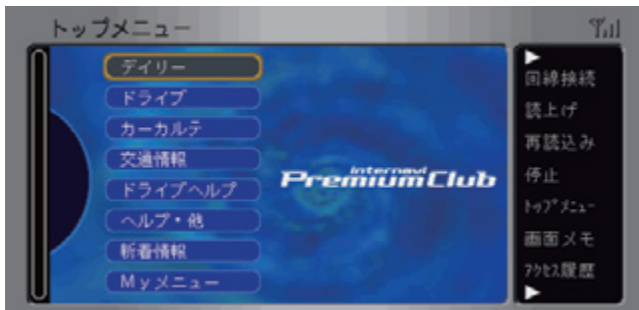 トップメニュー
デイリー
ドライブ
カーカルテ
交通情報
ドライブヘルプ
ヘルプ・他
新着情報
Myメニュー
internavi
PremiumClub
回線接続
読上げ
再読込み
停止
トップメニュー
画面メモ
アクセス履歴